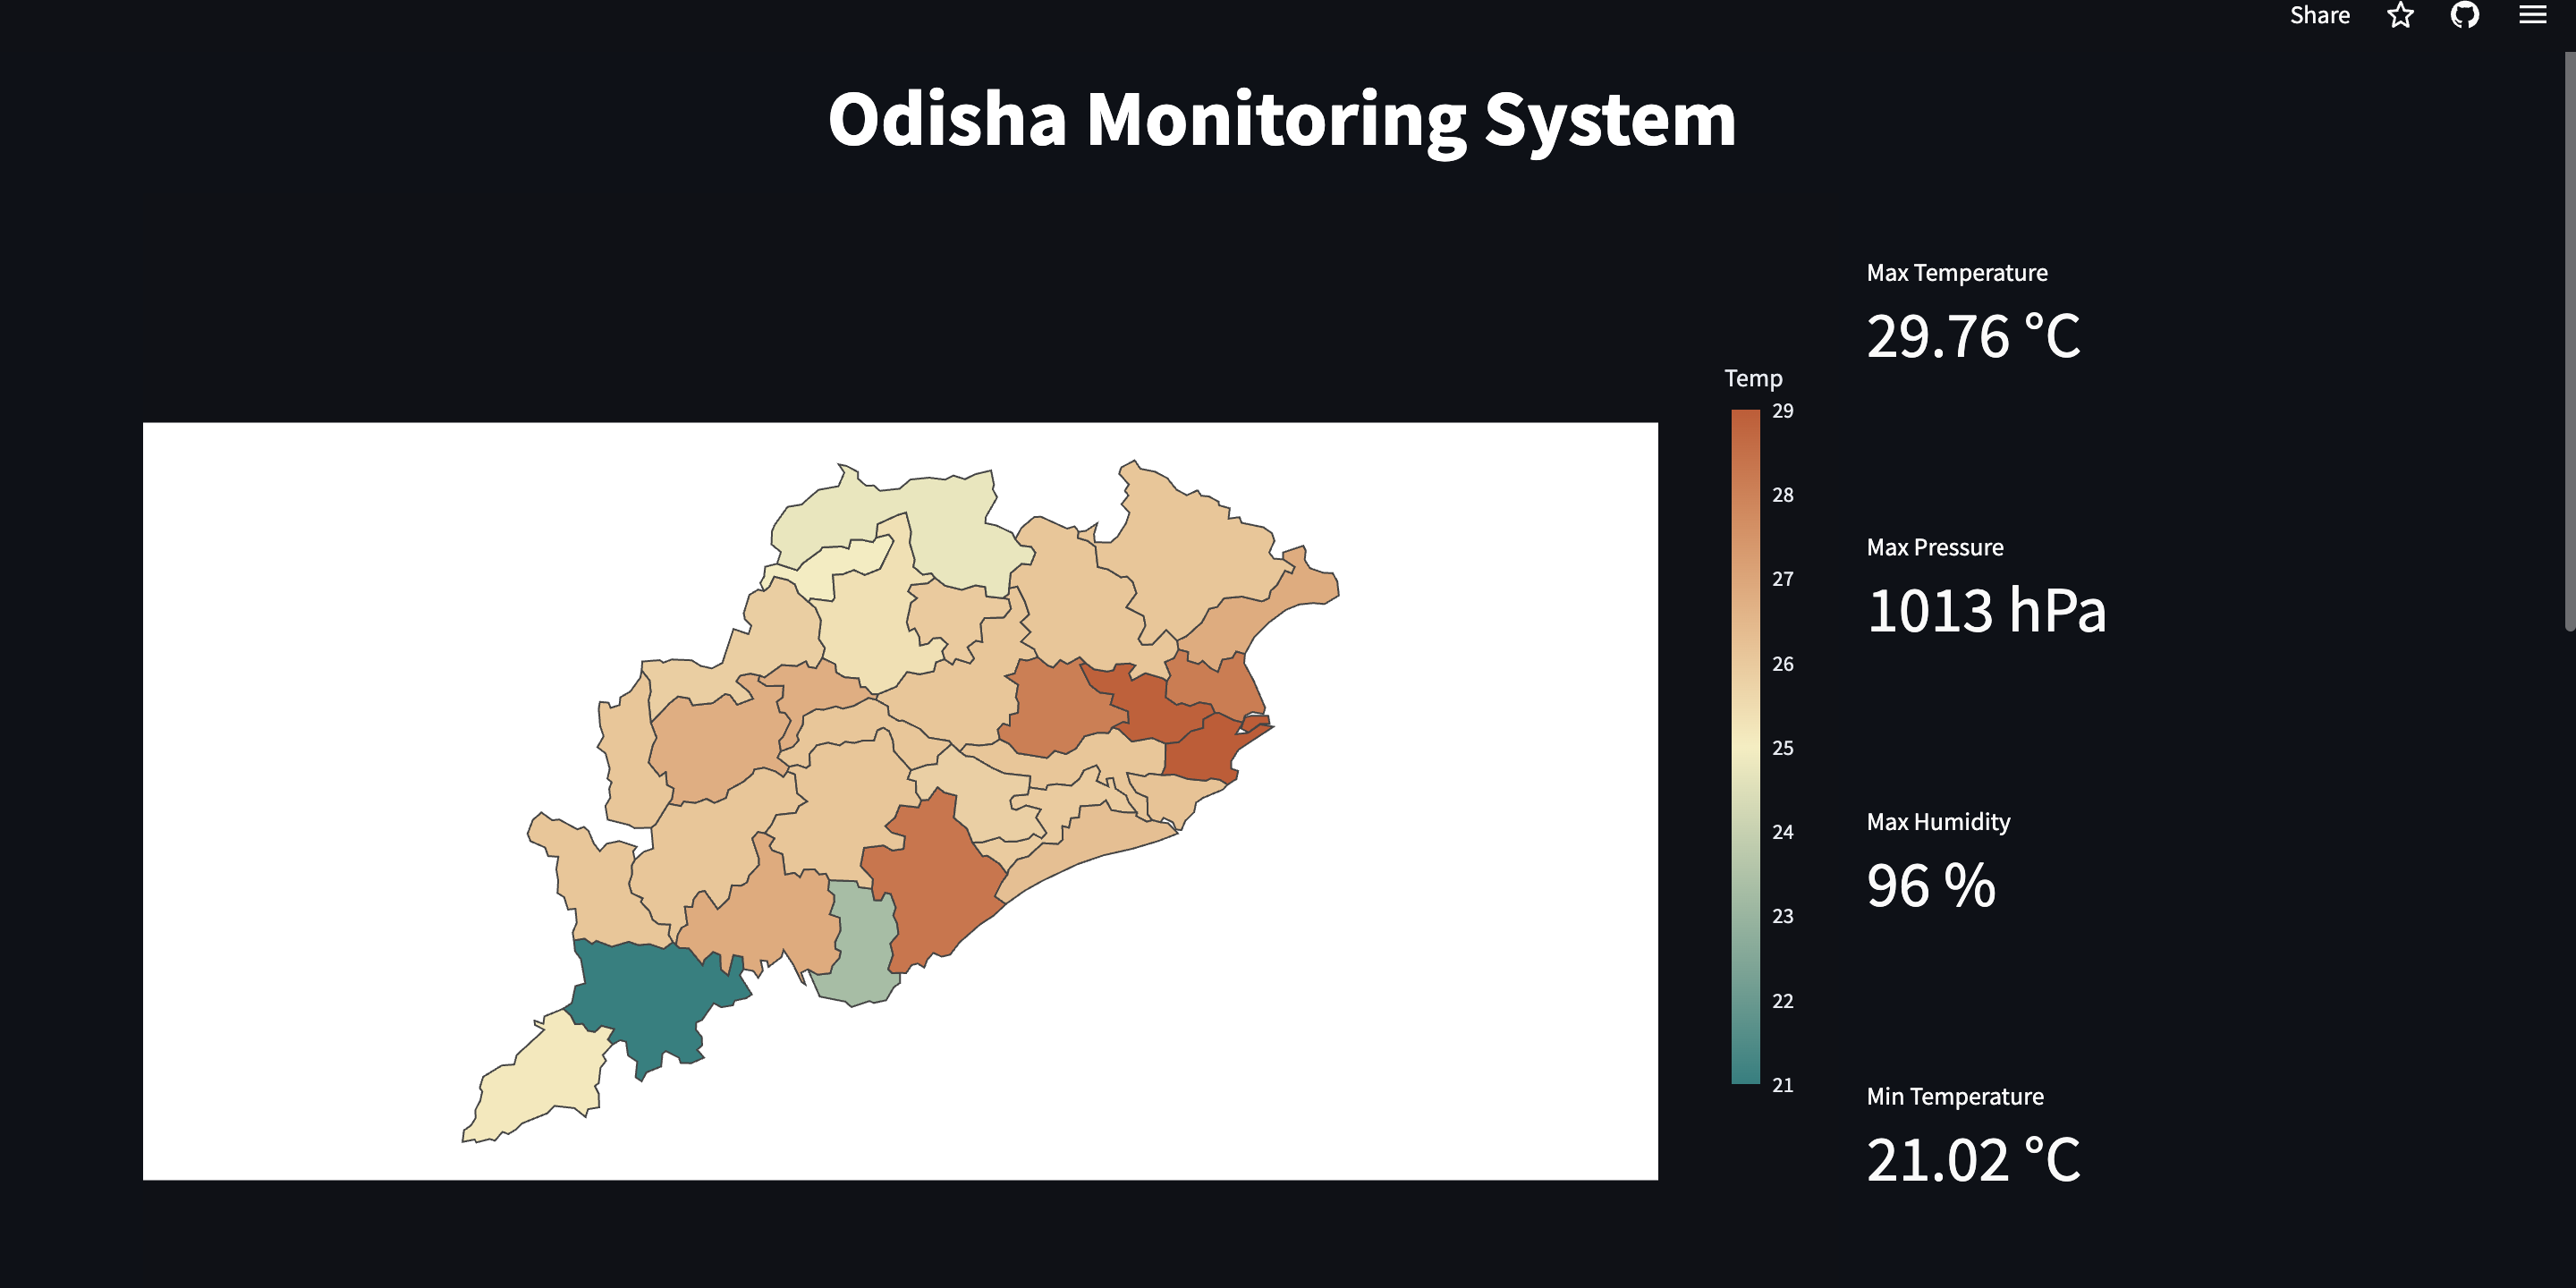 Share
Odisha Monitoring System
Max Temperature
29.76 °C
Temp
29
28
27
26
25
24
23
22
21
Max Pressure
1013 hPa
Max Humidity
96 %
Min Temperature
21.02 °C